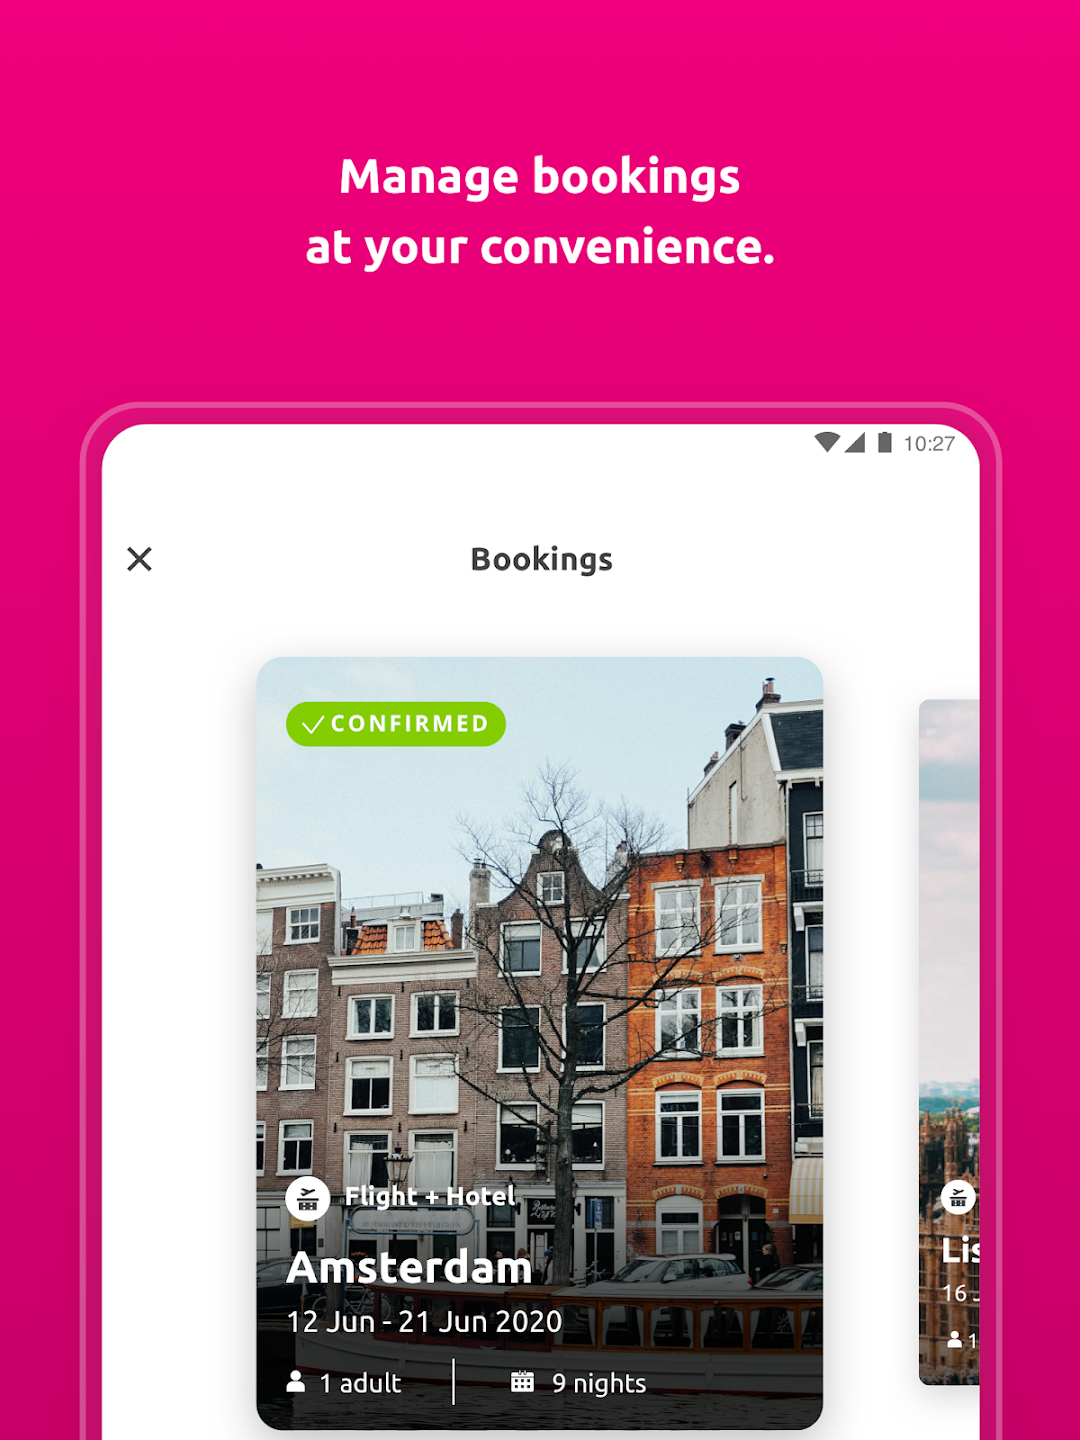 Manage bookings
at your convenience.
10:27
Bookings
CONFIRMED
Flight + Hotel
Amsterdam
12 Jun - 21 Jun 2020
1 adult
9 nights
Lis
16 J
1